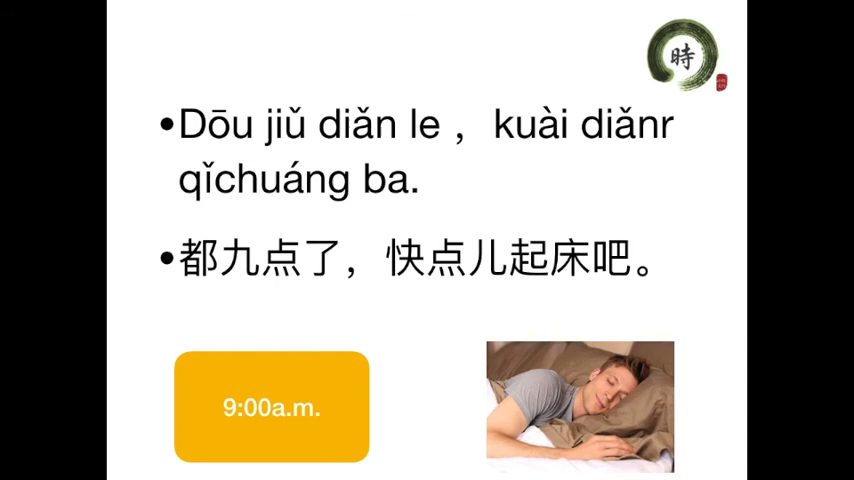 時
•Dōu jiǔ diǎn le ，kuài diǎnr
qǐchuáng ba.
•都九点了，快点儿起床吧。
9:00a.m.